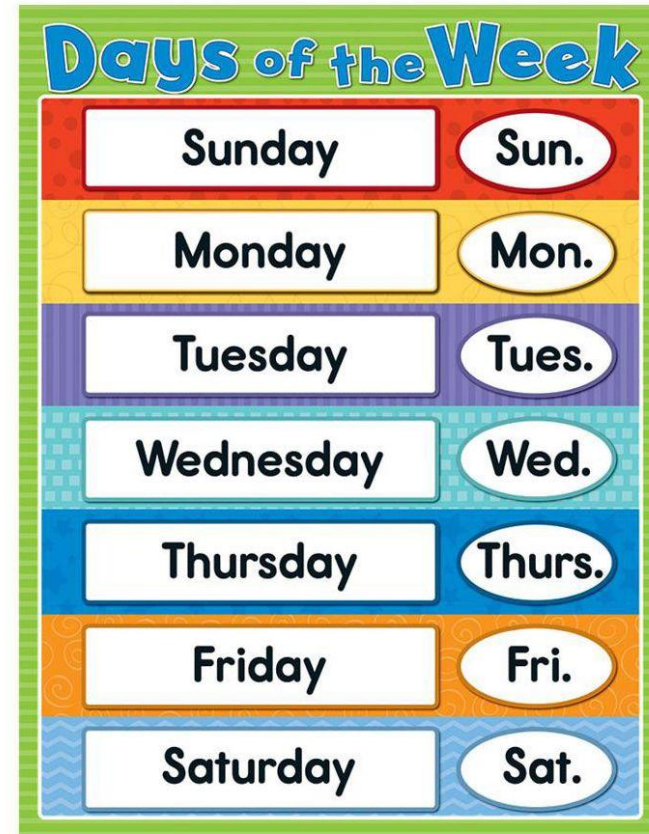 Days of the Week
Sunday Sun.
Monday Mon.
Tuesday Tues.
Wednesday Wed.
Thursday Thurs.
Friday Fri.
Saturday Sat.